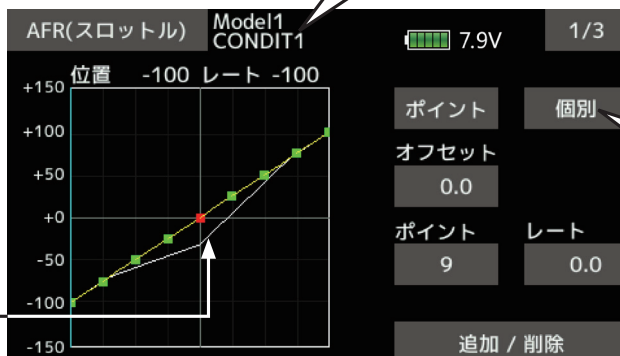 AFR(スロットル)
Model1
CONDIT1
7.9V
1/3
位置 -100 レート -100
+150
+100
+50
+0
-50
-100
-150
ポイント
個別
オフセット
0.0
ポイント
レート
9
0.0
追加 / 削除